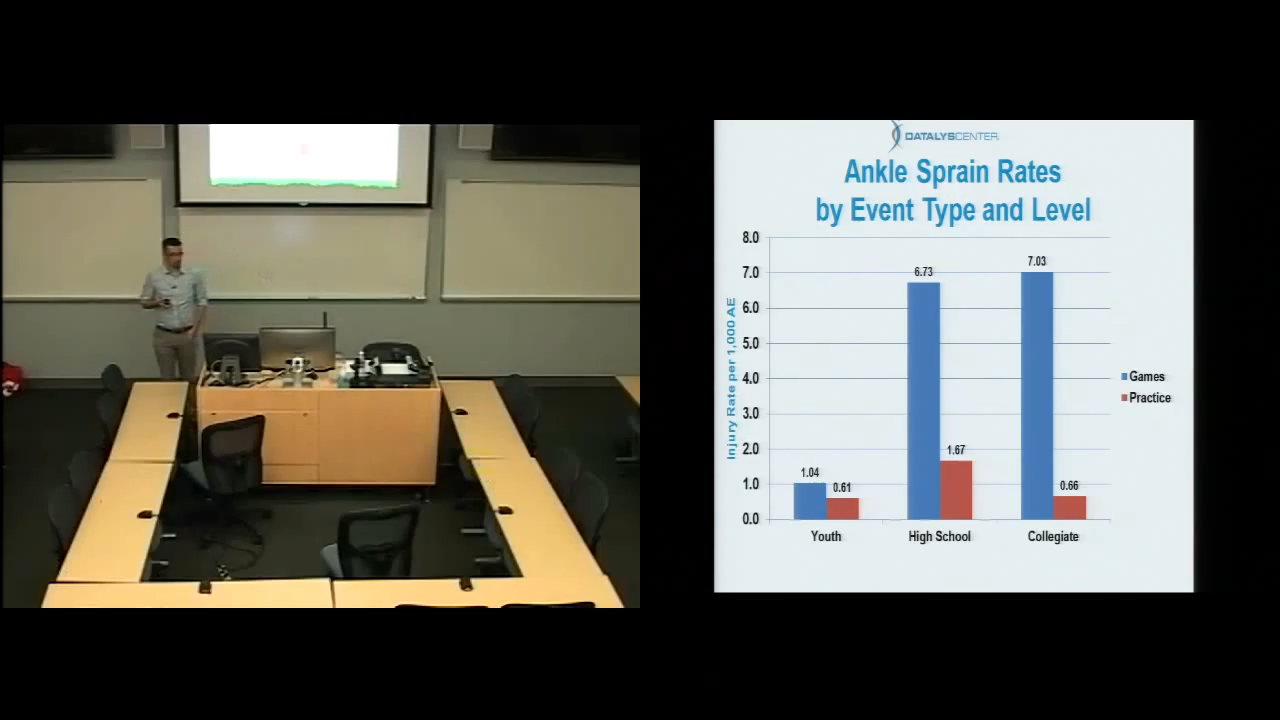 DATALYSCENTER
Ankle Sprain Rates
by Event Type and Level
Injury Rate per 1,000 AE
8.0
7.0
6.0
5.0
4.0
3.0
2.0
1.0
0.0
1.04
0.61
6.73
1.67
7.03
0.66
Youth
High School
Collegiate
Games
Practice